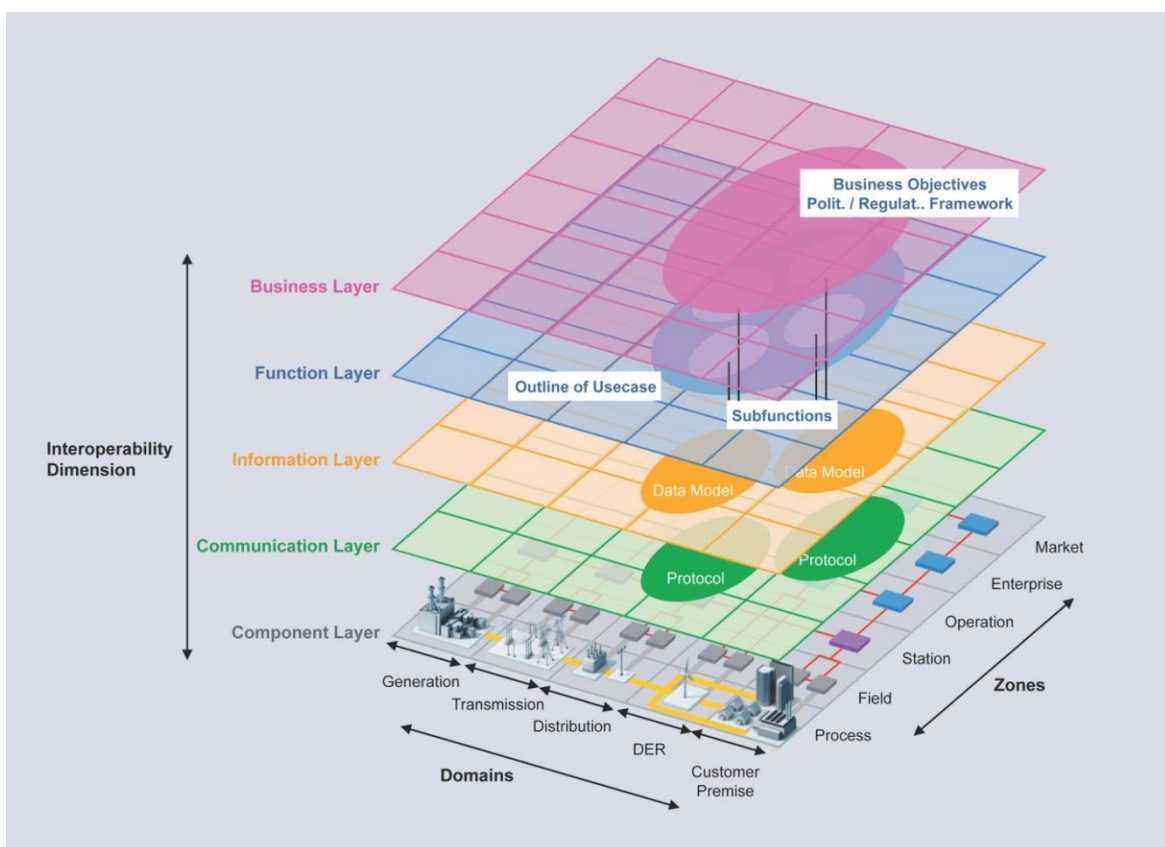 Business Objectives
Polit. / Regulat.. Framework
Business Layer
Function Layer
Outline of Usecase
Subfunctions
Interoperability
Dimension
Information Layer
Data Model
Data Model
Communication Layer
Protocol
Protocol
Component Layer
Market
Enterprise
Operation
Station
Field
Process
Zones
Generation
Transmission
Distribution
DER
Customer
Premise
Domains